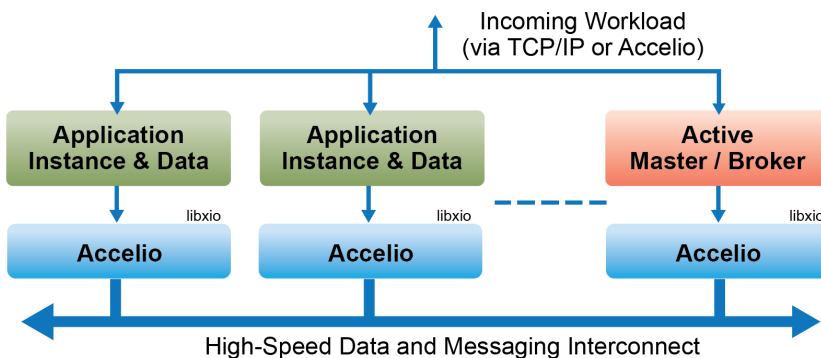 Incoming Workload
(via TCP/IP or Accelio)
Application
Instance & Data
Application
Instance & Data
Active
Master / Broker
libxio
libxio
libxio
Accelio
Accelio
Accelio
High-Speed Data and Messaging Interconnect